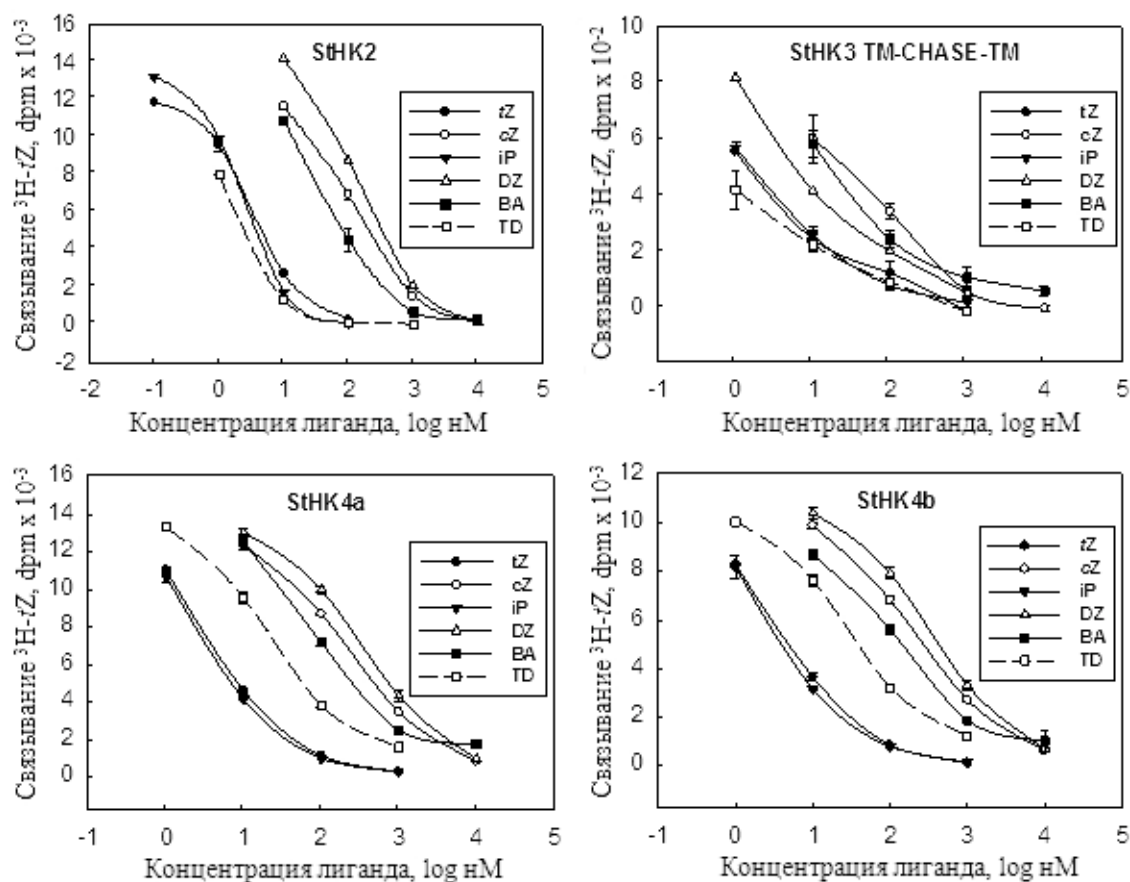 StHK2
Связывание ³H-tZ, dpm x 10⁻³
16
14
12
10
8
6
4
2
0
-2
-2 -1 0 1 2 3 4 5
Концентрация лиганда, log нМ
tZ
cZ
iP
DZ
BA
TD
StHK3 TM-CHASE-TM
Связывание ³H-tZ, dpm x 10⁻²
10
8
6
4
2
0
-1 0 1 2 3 4 5
Концентрация лиганда, log нМ
tZ
cZ
iP
DZ
BA
TD
StHK4a
Связывание ³H-tZ, dpm x 10⁻³
16
14
12
10
8
6
4
2
0
-1 0 1 2 3 4 5
Концентрация лиганда, log нМ
tZ
cZ
iP
DZ
BA
TD
StHK4b
Связывание ³H-tZ, dpm x 10⁻³
12
10
8
6
4
2
0
-1 0 1 2 3 4 5
Концентрация лиганда, log нМ
tZ
cZ
iP
DZ
BA
TD